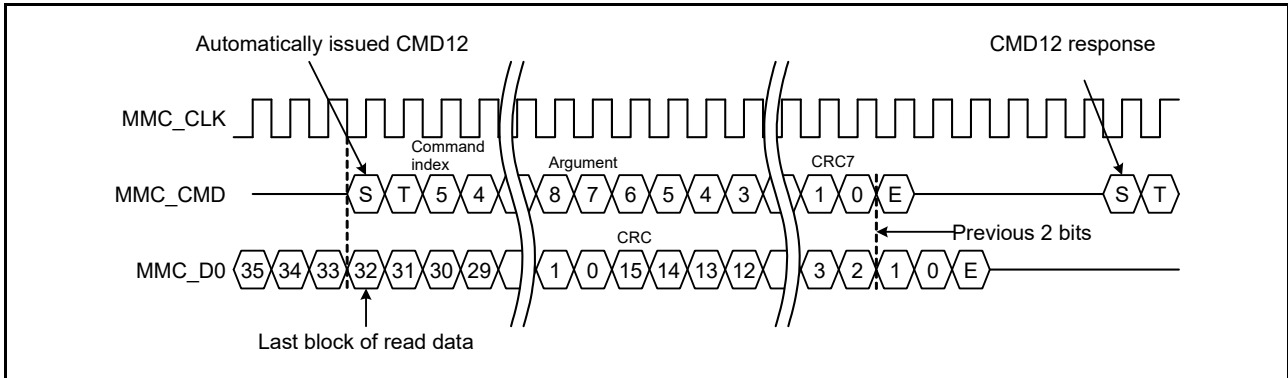 Automatically issued CMD12
CMD12 response
MMC_CLK
Command
index
Argument
CRC7
MMC_CMD
S T 5 4 8 7 6 5 4 3 1 0 E S T
Previous 2 bits
CRC
MMC_D0
35 34 33 32 31 30 29 1 0 15 14 13 12 3 2 1 0 E
Last block of read data